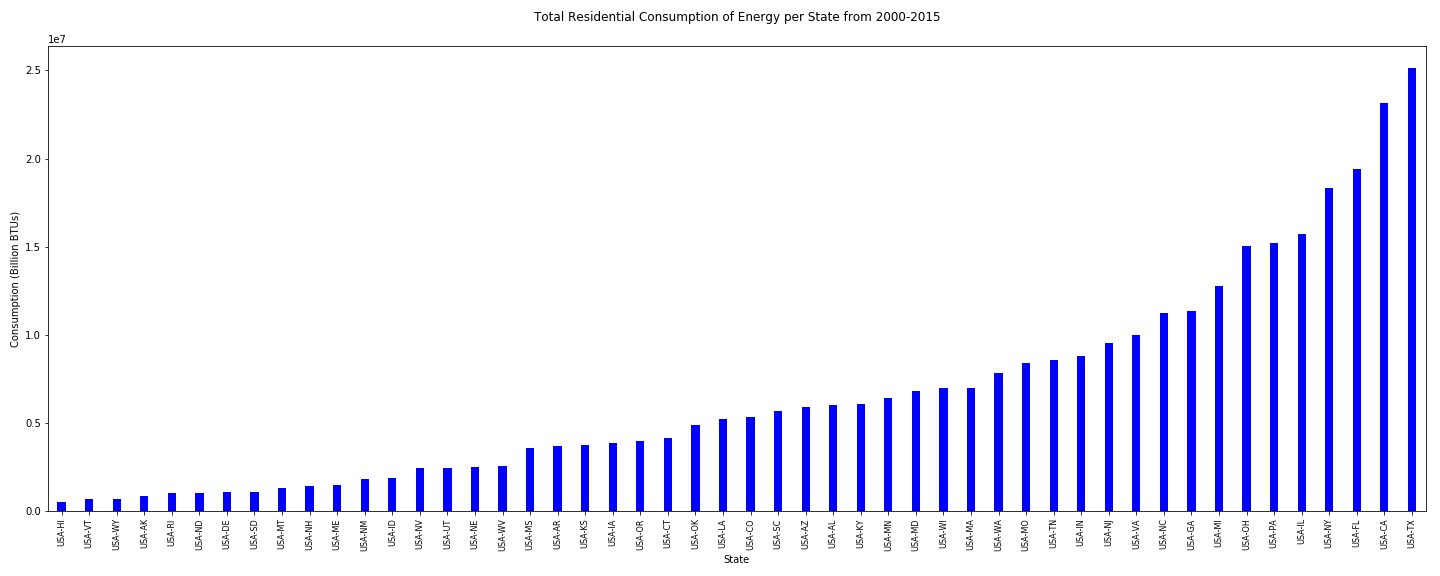 Total Residential Consumption of Energy per State from 2000-2015
1e7
2.5
2.0
1.5
1.0
0.5
0.0
Consumption (Billion BTUs)
USA-HI
USA-VT
USA-WY
USA-AK
USA-RI
USA-ND
USA-DE
USA-SD
USA-MT
USA-NH
USA-ME
USA-NM
USA-ID
USA-NV
USA-UT
USA-NE
USA-WV
USA-MS
USA-AR
USA-KS
USA-IA
USA-OR
USA-CT
USA-OK
USA-LA
USA-CO
USA-SC
USA-AZ
USA-AL
USA-KY
USA-MN
USA-MD
USA-WI
USA-MA
USA-WA
USA-MO
USA-TN
USA-IN
USA-NJ
USA-VA
USA-NC
USA-GA
USA-MI
USA-OH
USA-PA
USA-IL
USA-NY
USA-FL
USA-CA
USA-TX
State